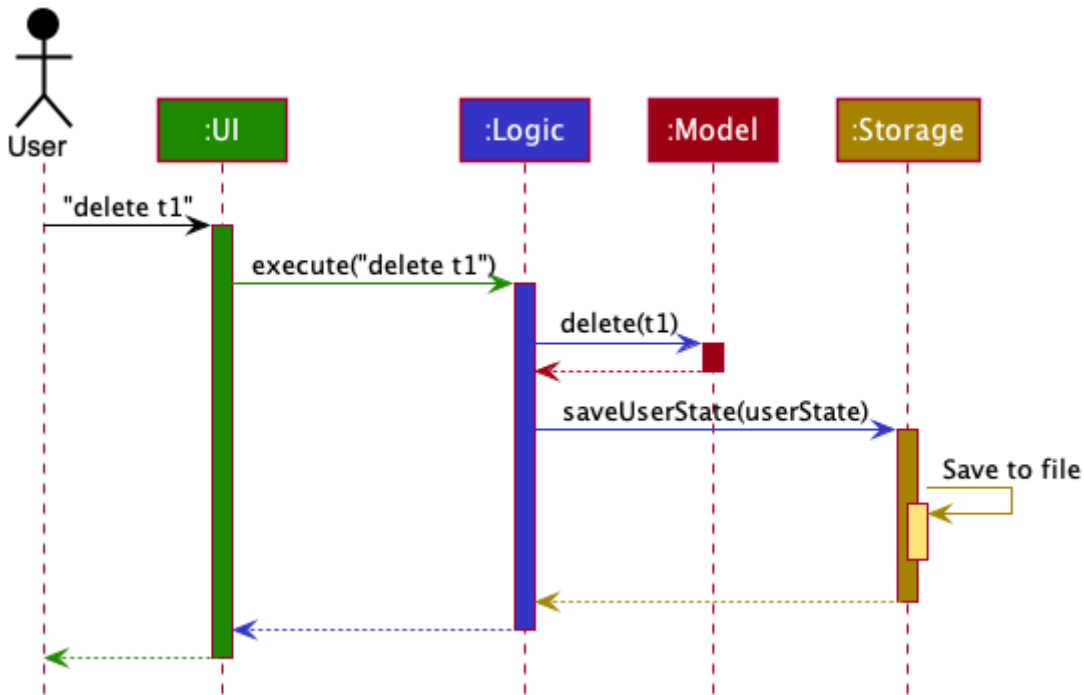 User
:UI
:Logic
:Model
:Storage
"delete t1"
execute("delete t1")
delete(t1)
saveUserState(userState)
Save to file